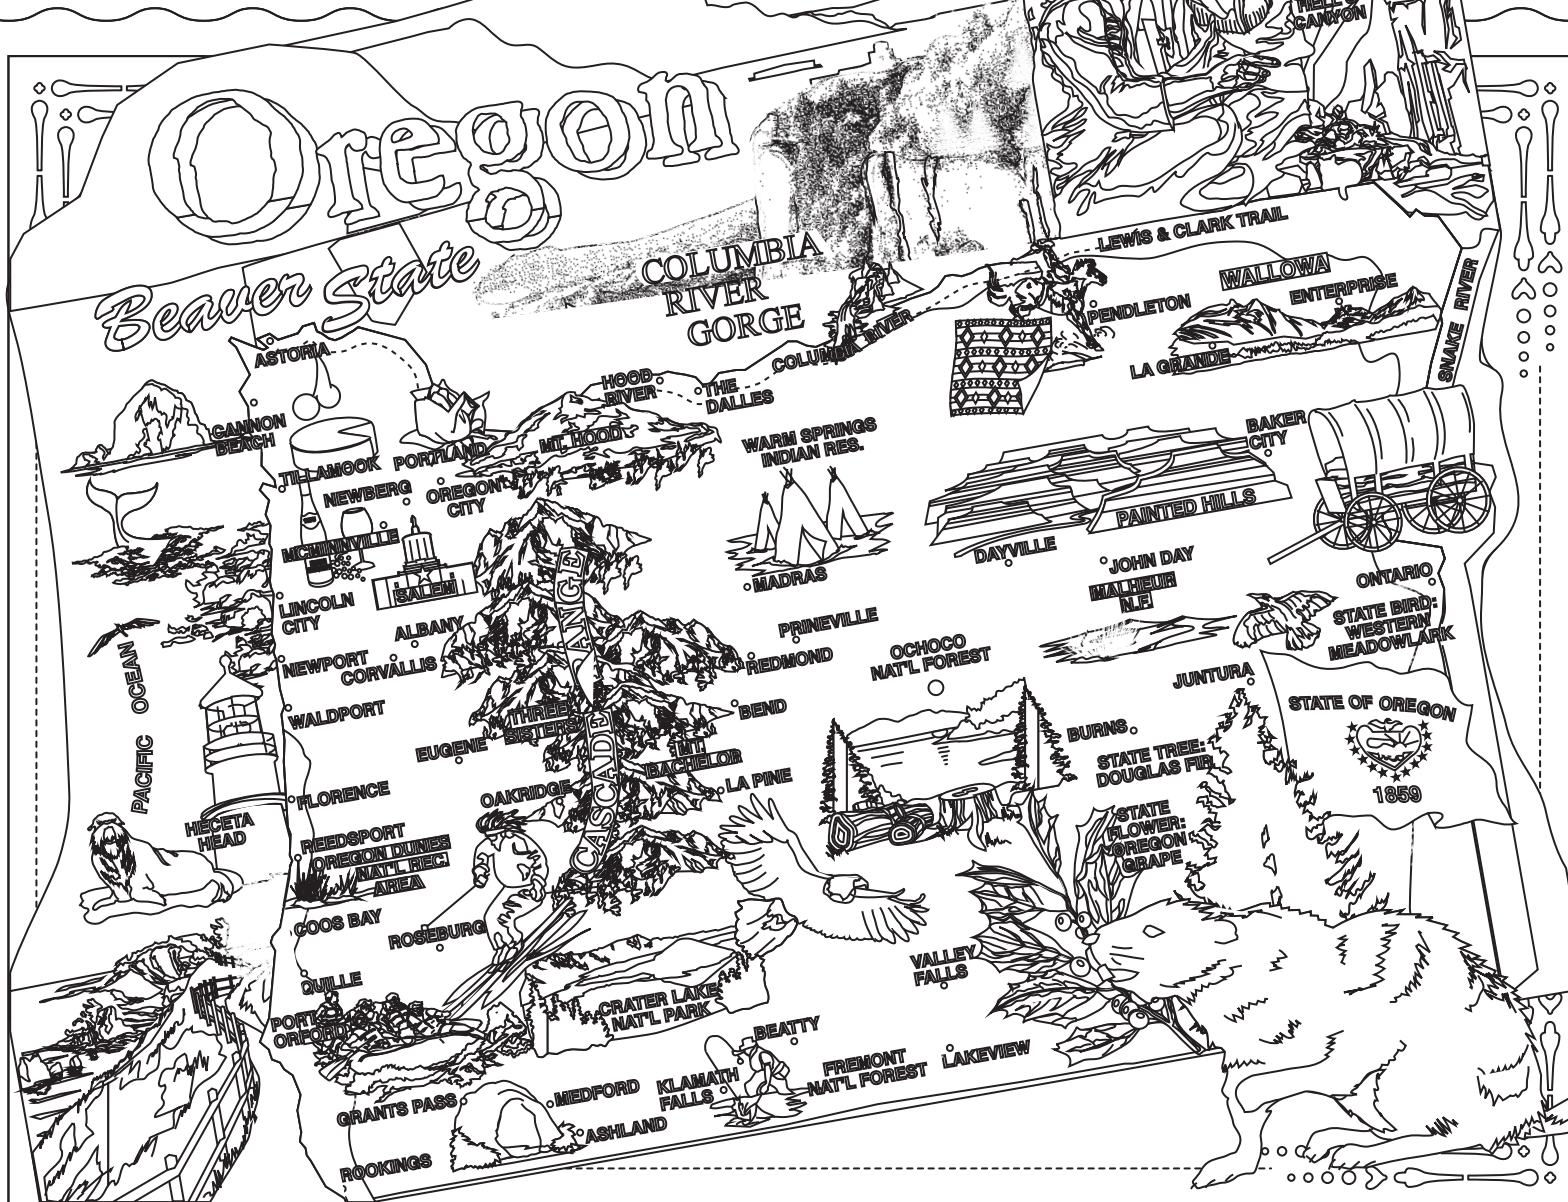 HELL'S
CANYON
Oregon
Beaver State
COLUMBIA
RIVER
GORGE
LEWIS & CLARK TRAIL
WALLOWA
ENTERPRISE
PENDLETON
LA GRANDE
SNAKE RIVER
COLUMBIA RIVER
ASTORIA
HOOD
RIVER
THE
DALLES
CANNON
BEACH
MT. HOOD
WARM SPRINGS
INDIAN RES.
BAKER
CITY
TILLAMOOK
PORTLAND
NEWBERG
OREGON
CITY
PAINTED HILLS
MCMINNVILLE
DAYVILLE
JOHN DAY
SALEM
MADRAS
MALHEUR
N.F.
ONTARIO
LINCOLN
CITY
ALBANY
PRINEVILLE
STATE BIRD:
WESTERN
MEADOWLARK
PACIFIC OCEAN
NEWPORT
CORVALLIS
REDMOND
OCHOCO
NAT'L FOREST
JUNTURA
CASCADE RANGE
WALDPORT
THREE
SISTERS
BEND
STATE OF OREGON
1859
EUGENE
MT.
BACHELOR
BURNS
STATE TREE:
DOUGLAS FIR
FLORENCE
OAKRIDGE
LA PINE
HECETA
HEAD
STATE
FLOWER:
OREGON
GRAPE
REEDSPORT
OREGON DUNES
NAT'L REC.
AREA
COOS BAY
ROSEBURG
VALLEY
FALLS
QUILLE
PORT
ORFORD
CRATER LAKE
NAT'L PARK
BEATTY
FREMONT
NAT'L FOREST
LAKEVIEW
GRANTS PASS
MEDFORD
KLAMATH
FALLS
ASHLAND
ROOKINGS